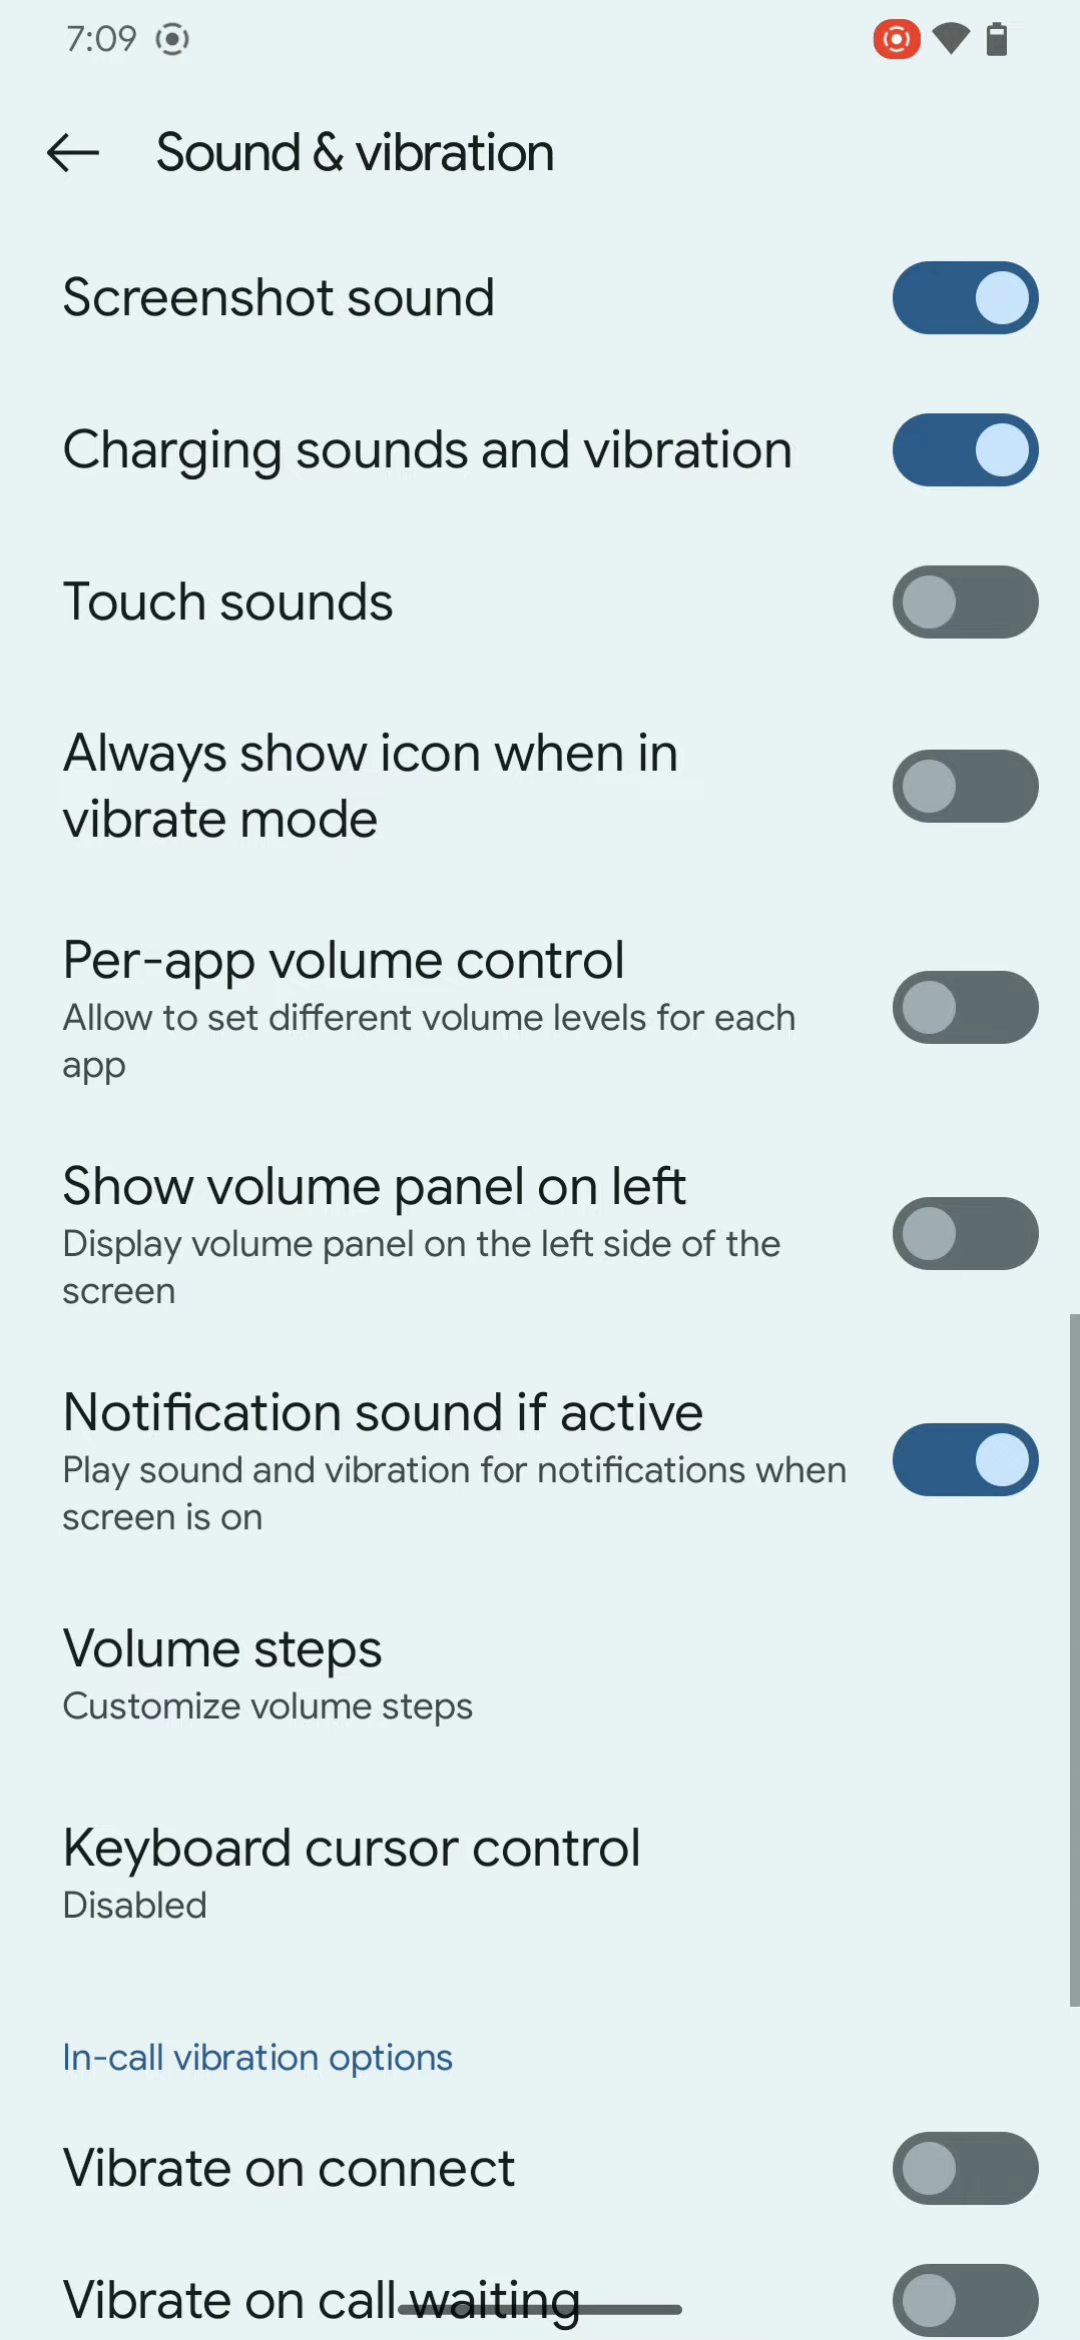 7:09
Sound & vibration
Screenshot sound
Charging sounds and vibration
Touch sounds
Always show icon when in
vibrate mode
Per-app volume control
Allow to set different volume levels for each
app
Show volume panel on left
Display volume panel on the left side of the
screen
Notification sound if active
Play sound and vibration for notifications when
screen is on
Volume steps
Customize volume steps
Keyboard cursor control
Disabled
In-call vibration options
Vibrate on connect
Vibrate on call waiting